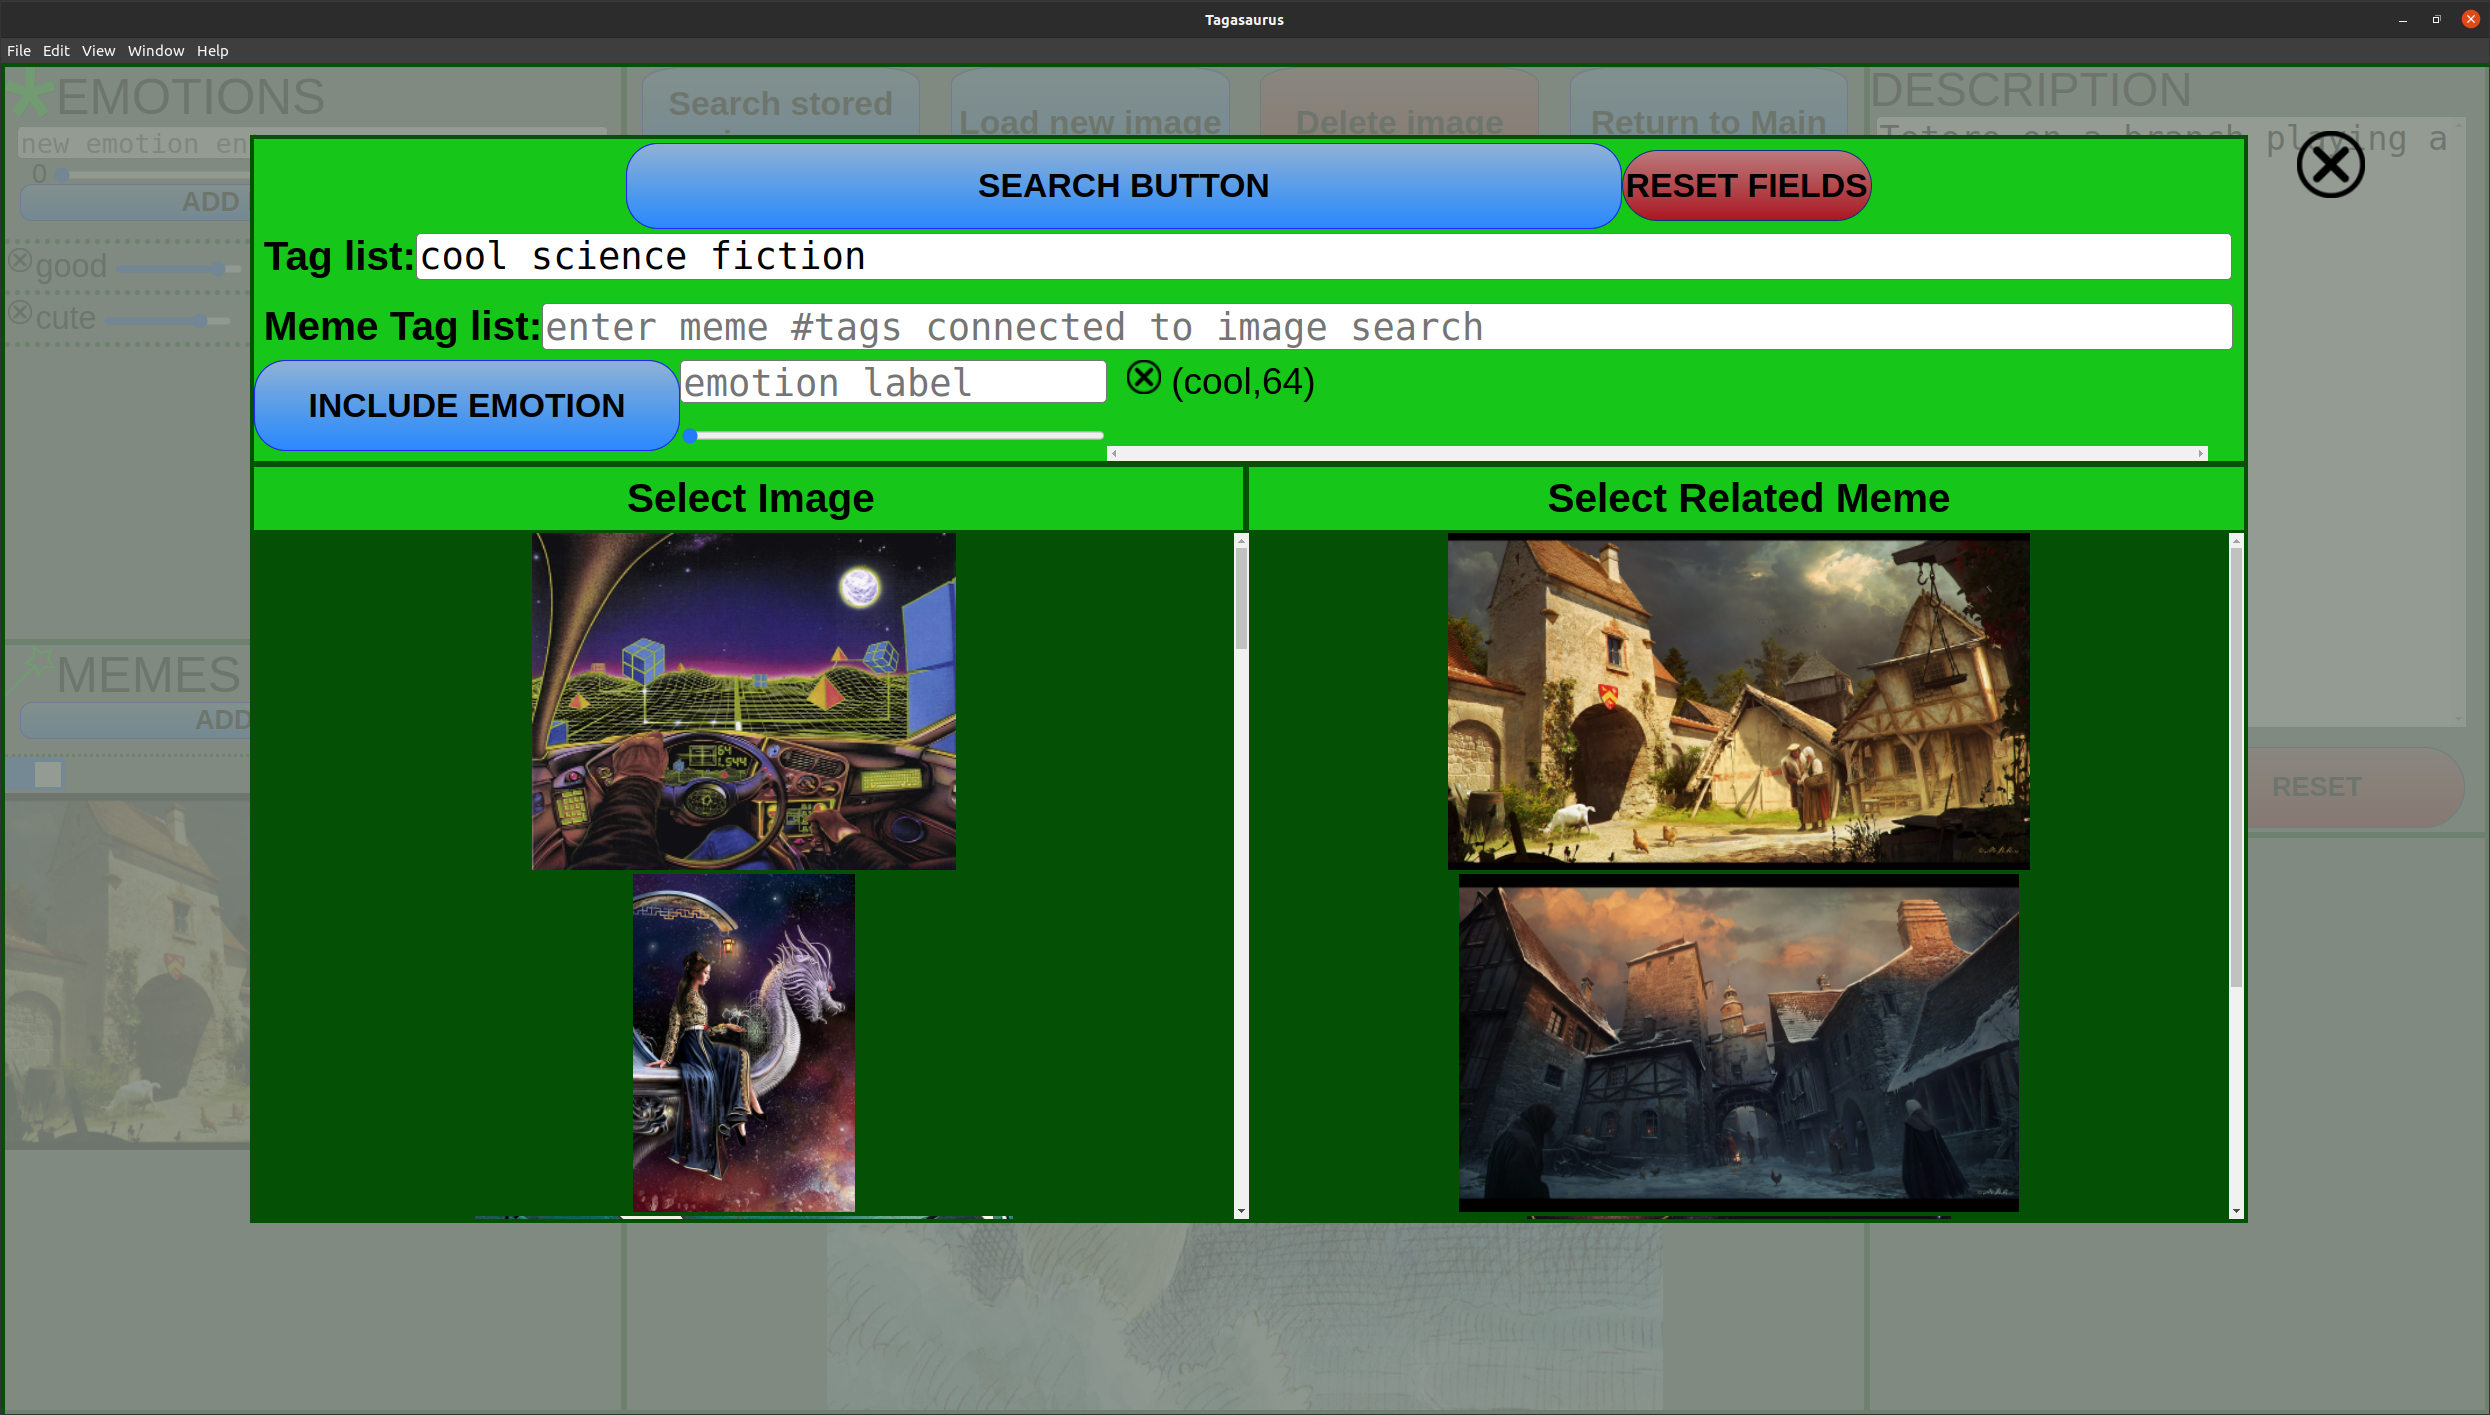 Tagasaurus
File Edit View Window Help
EMOTIONS
new emotion en
0
ADD
good
cute
MEMES
ADD
Search stored
Load new image
Delete image
Return to Main
DESCRIPTION
Totoro on a branch playing a
RESET
SEARCH BUTTON
RESET FIELDS
Tag list:
cool science fiction
Meme Tag list:
enter meme #tags connected to image search
INCLUDE EMOTION
emotion label
(cool,64)
Select Image
Select Related Meme
64